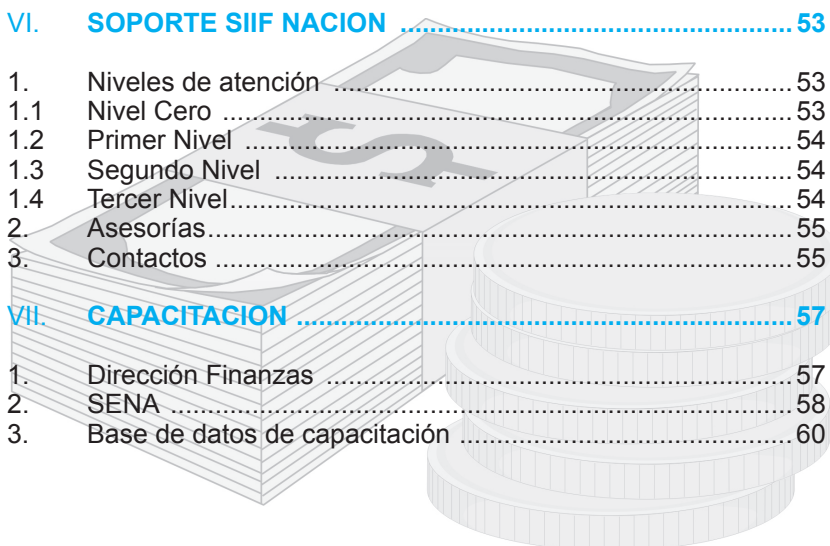 VI. SOPORTE SIIF NACION ................................................ 53
1. Niveles de atención ........................................................ 53
1.1 Nivel Cero ..................................................................... 53
1.2 Primer Nivel .................................................................. 54
1.3 Segundo Nivel ............................................................... 54
1.4 Tercer Nivel.................................................................... 54
2. Asesorías....................................................................... 55
3. Contactos ...................................................................... 55
VII. CAPACITACION ............................................................. 57
1. Dirección Finanzas ......................................................... 57
2. SENA ............................................................................ 58
3. Base de datos de capacitación ........................................ 60